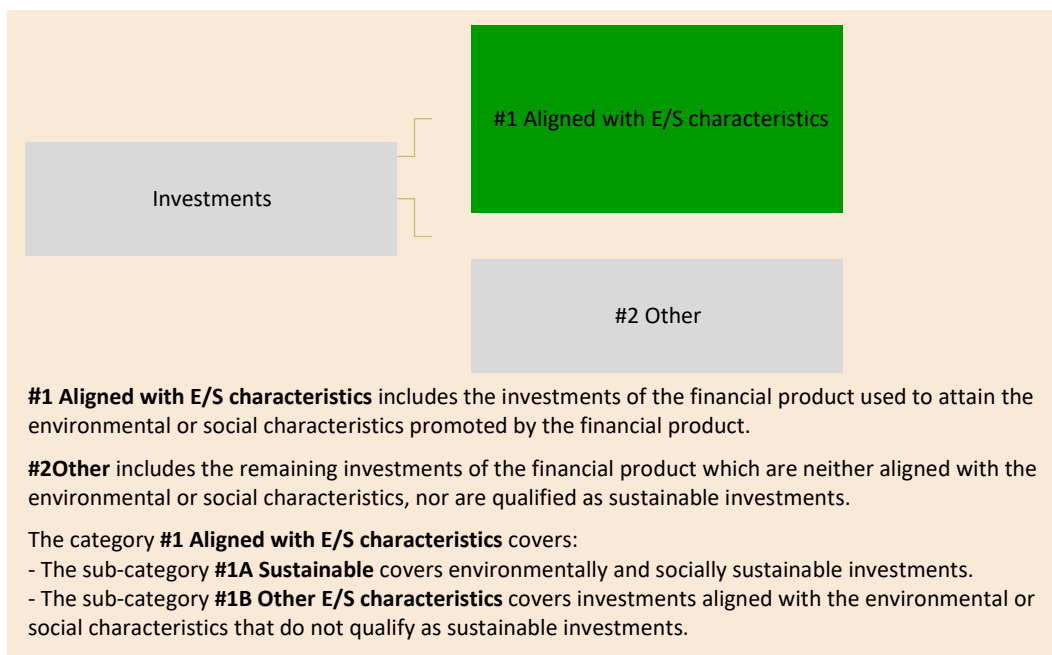 #1 Aligned with E/S characteristics
Investments
#2 Other
#1 Aligned with E/S characteristics includes the investments of the financial product used to attain the
environmental or social characteristics promoted by the financial product.
#2Other includes the remaining investments of the financial product which are neither aligned with the
environmental or social characteristics, nor are qualified as sustainable investments.
The category #1 Aligned with E/S characteristics covers:
- The sub-category #1A Sustainable covers environmentally and socially sustainable investments.
- The sub-category #1B Other E/S characteristics covers investments aligned with the environmental or
social characteristics that do not qualify as sustainable investments.